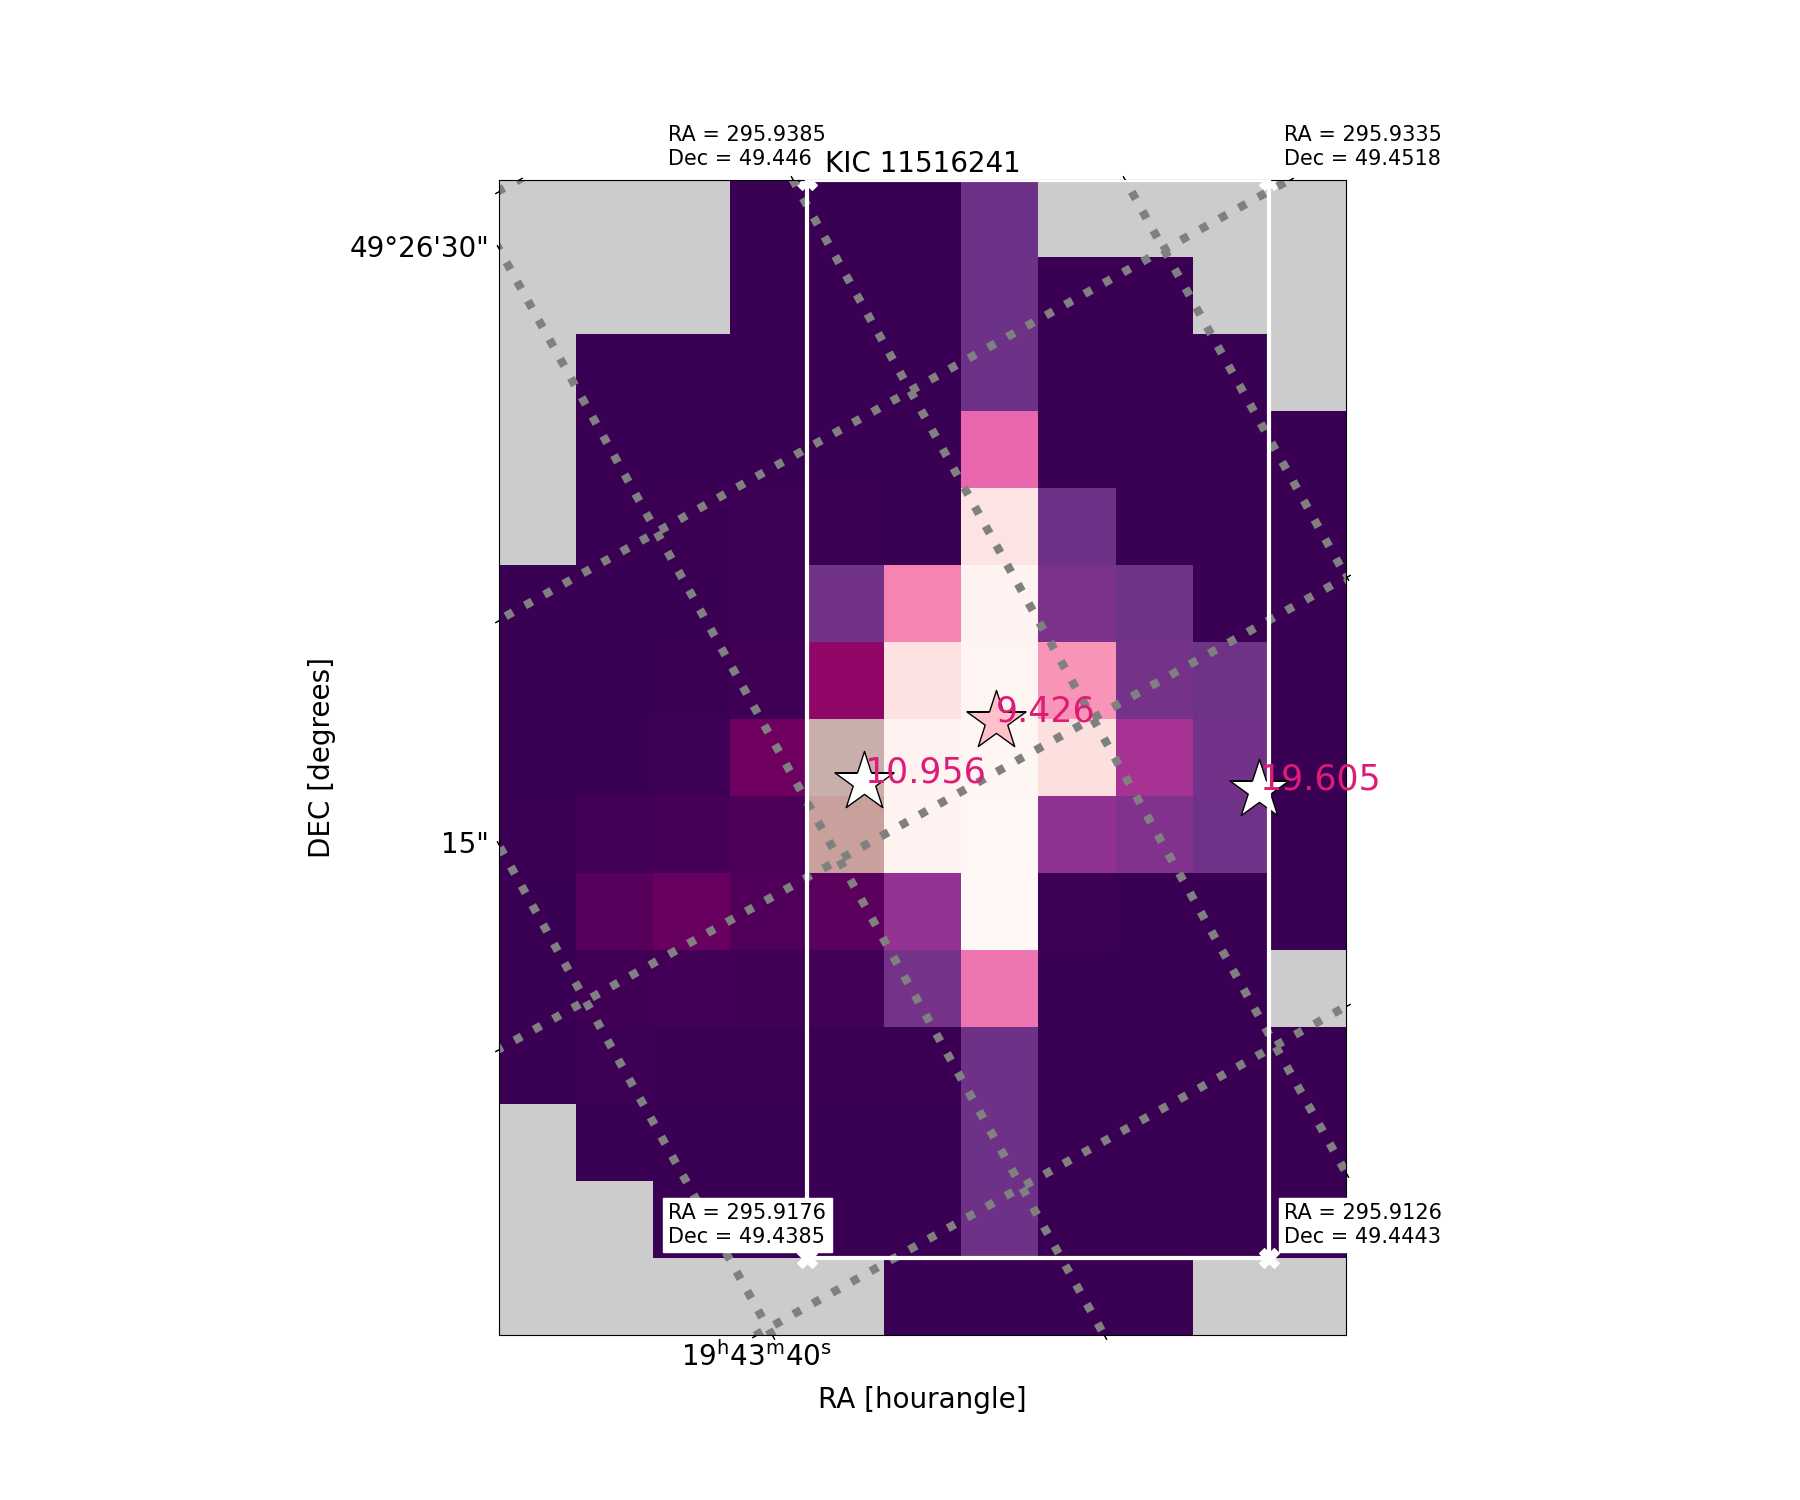 RA = 295.9385
Dec = 49.446
RA = 295.9335
Dec = 49.4518
KIC 11516241
49°26'30"
9.426
10.956
19.605
15"
DEC [degrees]
RA = 295.9176
Dec = 49.4385
RA = 295.9126
Dec = 49.4443
19h43m40s
RA [hourangle]